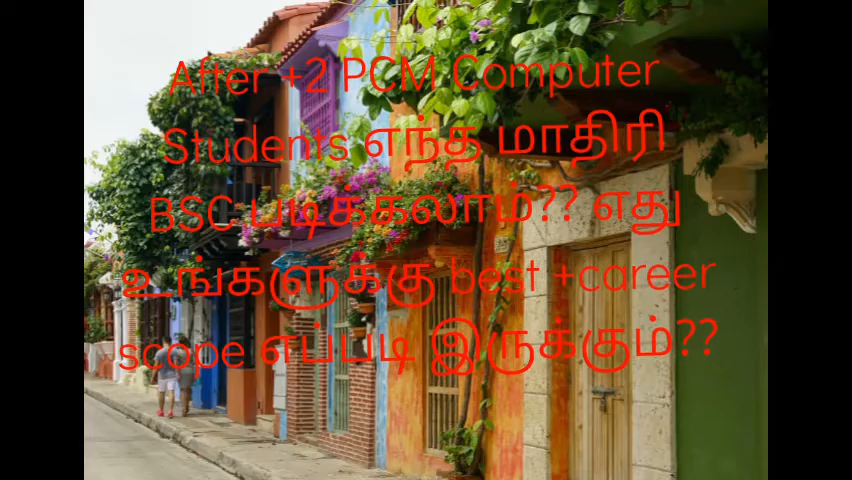 After +2 PCM Computer
Students எந்த மாதிரி
BSC படிக்கலாம்?? எது
உங்களுக்கு best +career
scope எப்படி இருக்கும்??